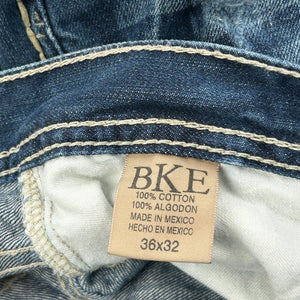 BKE
100% COTTON
100% ALGODON
MADE IN MEXICO
HECHO EN MEXICO
36x32